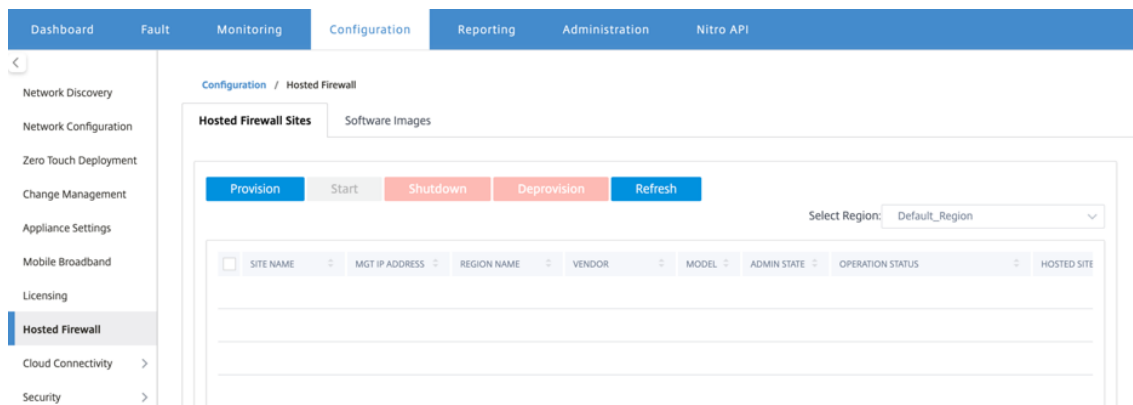 Dashboard Fault Monitoring Configuration Reporting Administration Nitro API
Network Discovery
Network Configuration
Zero Touch Deployment
Change Management
Appliance Settings
Mobile Broadband
Licensing
Hosted Firewall
Cloud Connectivity
Security
Configuration / Hosted Firewall
Hosted Firewall Sites Software Images
Provision Start Shutdown Deprovision Refresh
Select Region: Default_Region
SITE NAME MGT IP ADDRESS REGION NAME VENDOR MODEL ADMIN STATE OPERATION STATUS HOSTED SITE